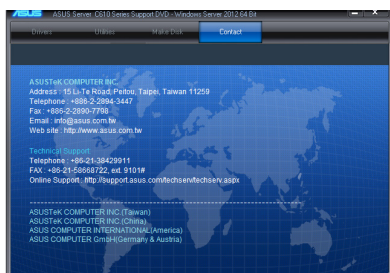 ASUS ASUS Server C610 Series Support DVD - Windows Server 2012 64 Bit
Drivers Utilities Make Disk Contact
ASUSTeK COMPUTER INC.
Address : 15 Li-Te Road, Peitou, Taipei, Taiwan 11259
Telephone : +886-2-2894-3447
Fax : +886-2-2890-7798
Email : info@asus.com.tw
Web site : http://www.asus.com.tw
Technical Support
Telephone : +86-21-38429911
FAX : +86-21-58668722, ext. 9101#
Online Support : http://support.asus.com/techserv/techserv.aspx
ASUSTeK COMPUTER INC.(Taiwan)
ASUSTeK COMPUTER INC.(China)
ASUS COMPUTER INTERNATIONAL(America)
ASUS COMPUTER GmbH(Germany & Austria)